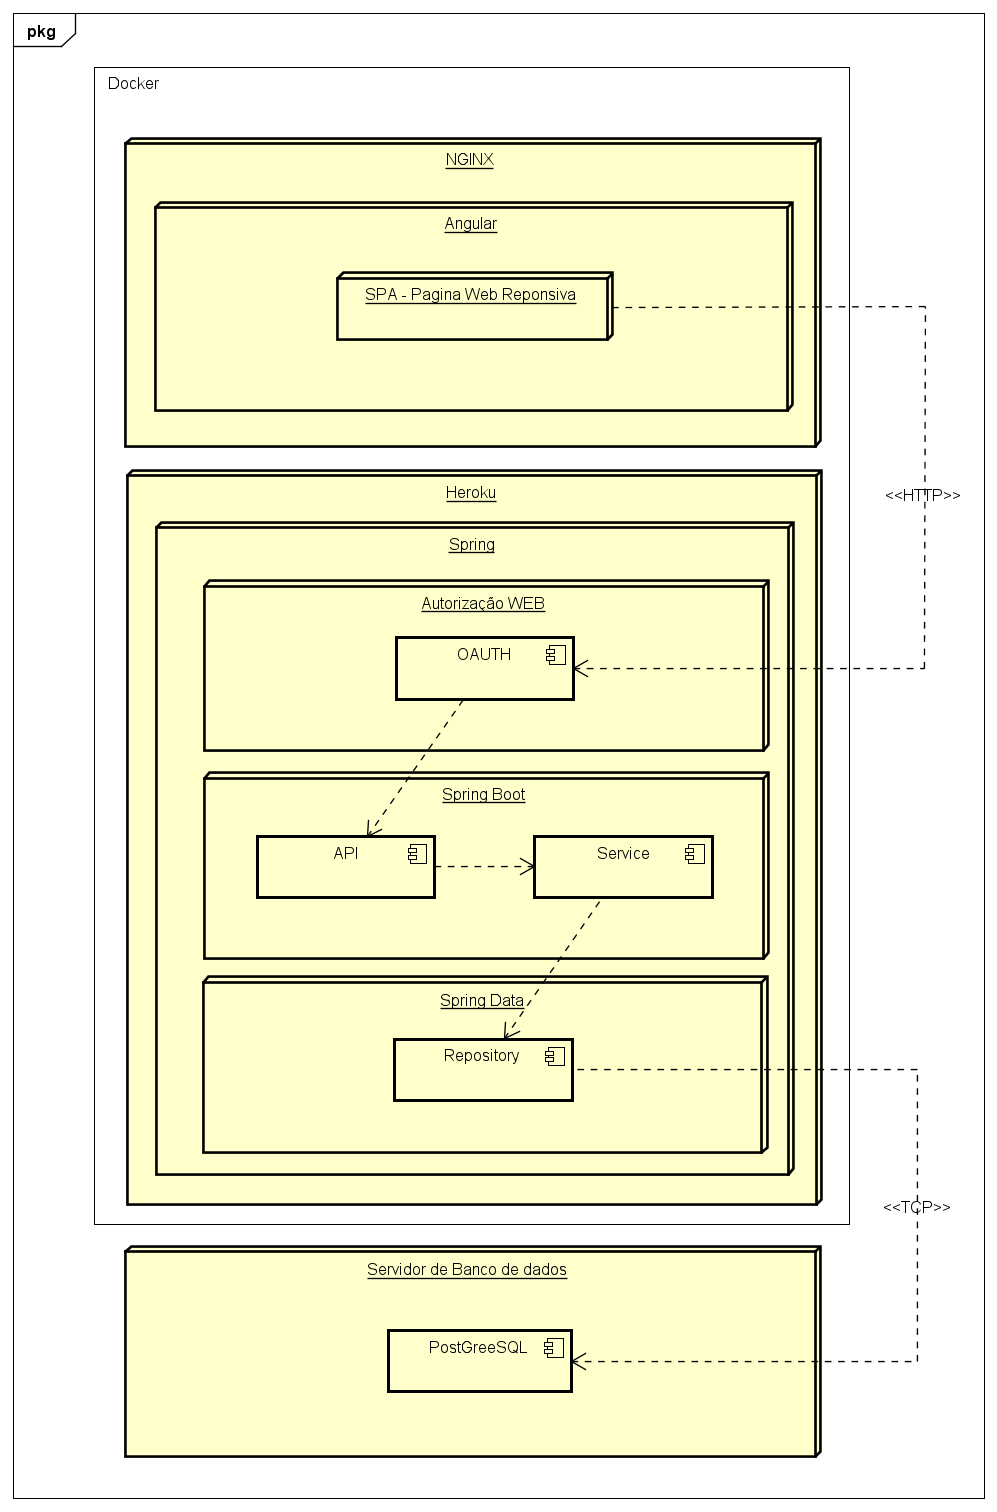 pkg
Docker
NGINX
Angular
SPA - Pagina Web Reponsiva
<<HTTP>>
Heroku
Spring
Autorização WEB
OAUTH
Spring Boot
API
Service
Spring Data
Repository
<<TCP>>
Servidor de Banco de dados
PostGreeSQL